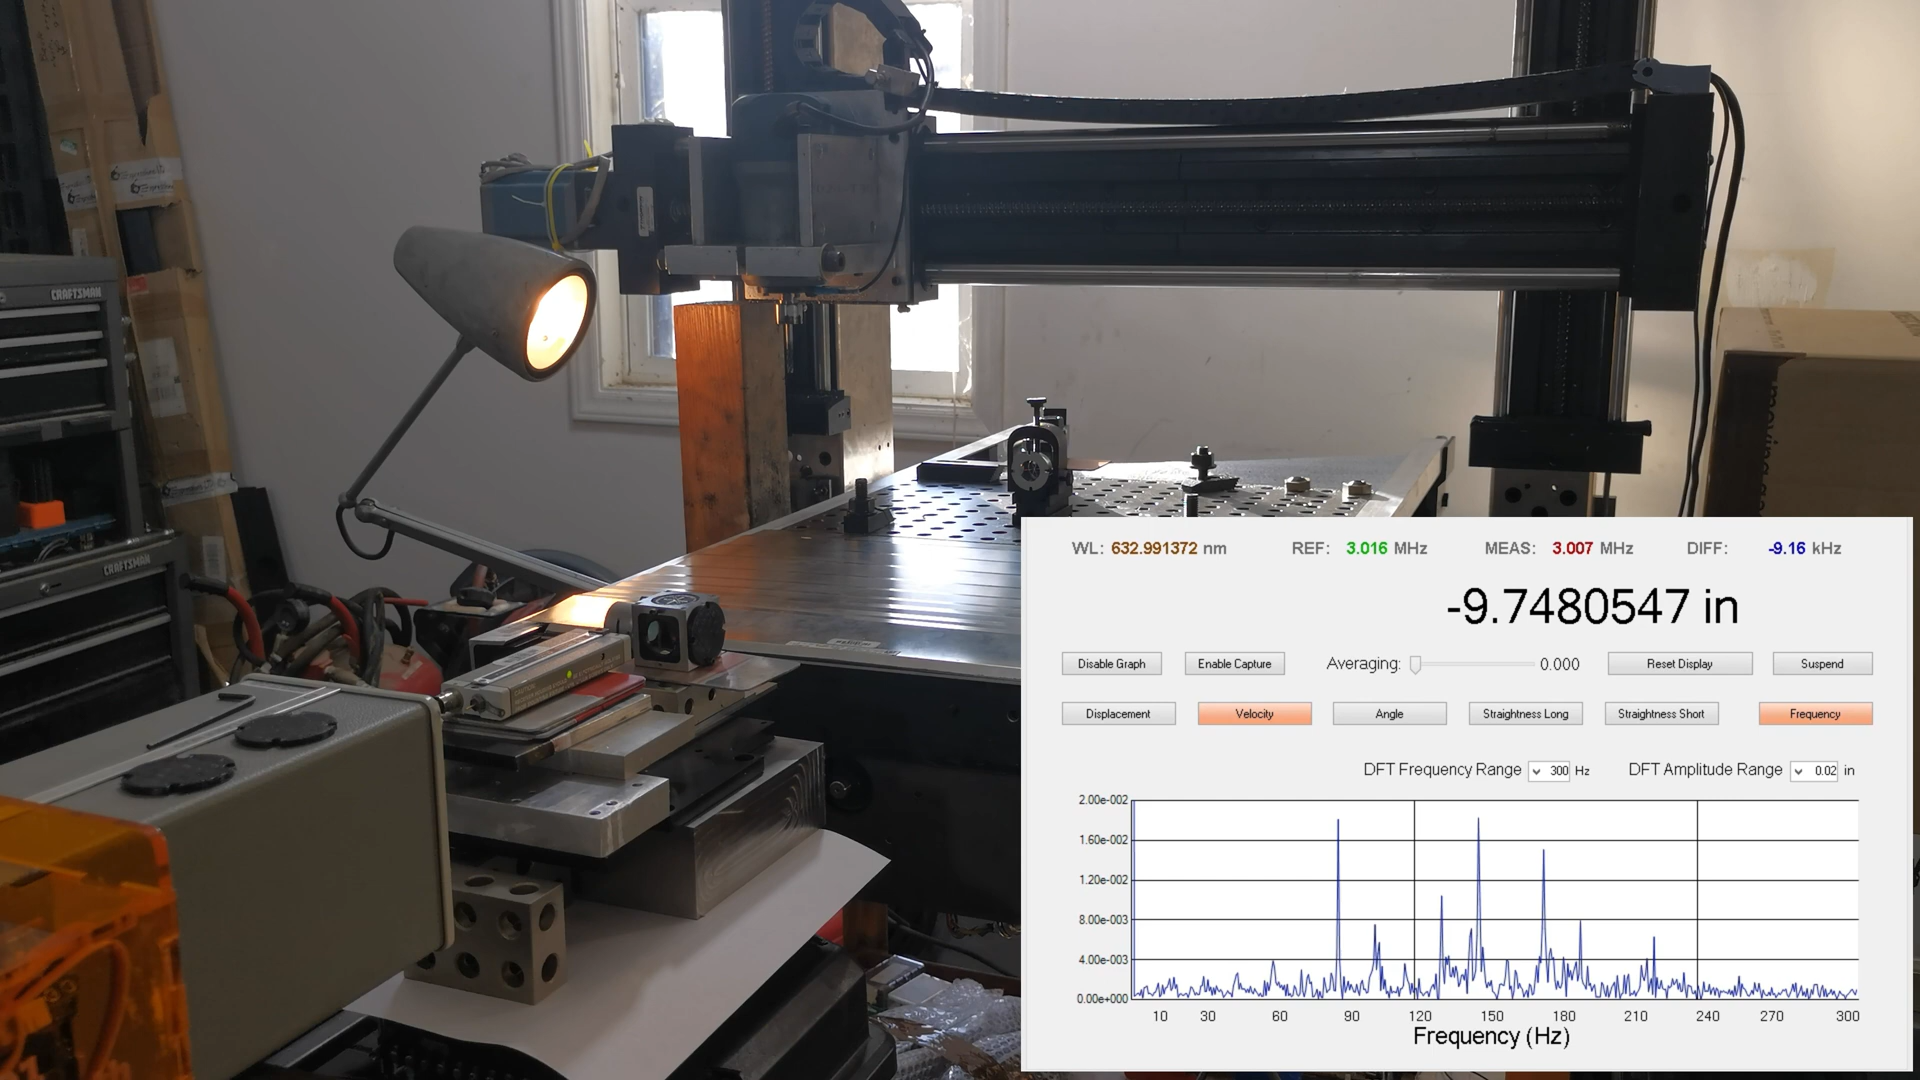 CRAFTSMAN
CRAFTSMAN
WL: 632.991372 nm REF: 3.016 MHz MEAS: 3.007 MHz DIFF: -9.16 kHz
-9.7480547 in
Disable Graph Enable Capture Averaging: 0.000 Reset Display Suspend
Displacement Velocity Angle Straightness Long Straightness Short Frequency
DFT Frequency Range 300 Hz DFT Amplitude Range 0.02 in
2.00e-002
1.60e-002
1.20e-002
8.00e-003
4.00e-003
0.00e+000
10 30 60 90 120 150 180 210 240 270 300
Frequency (Hz)